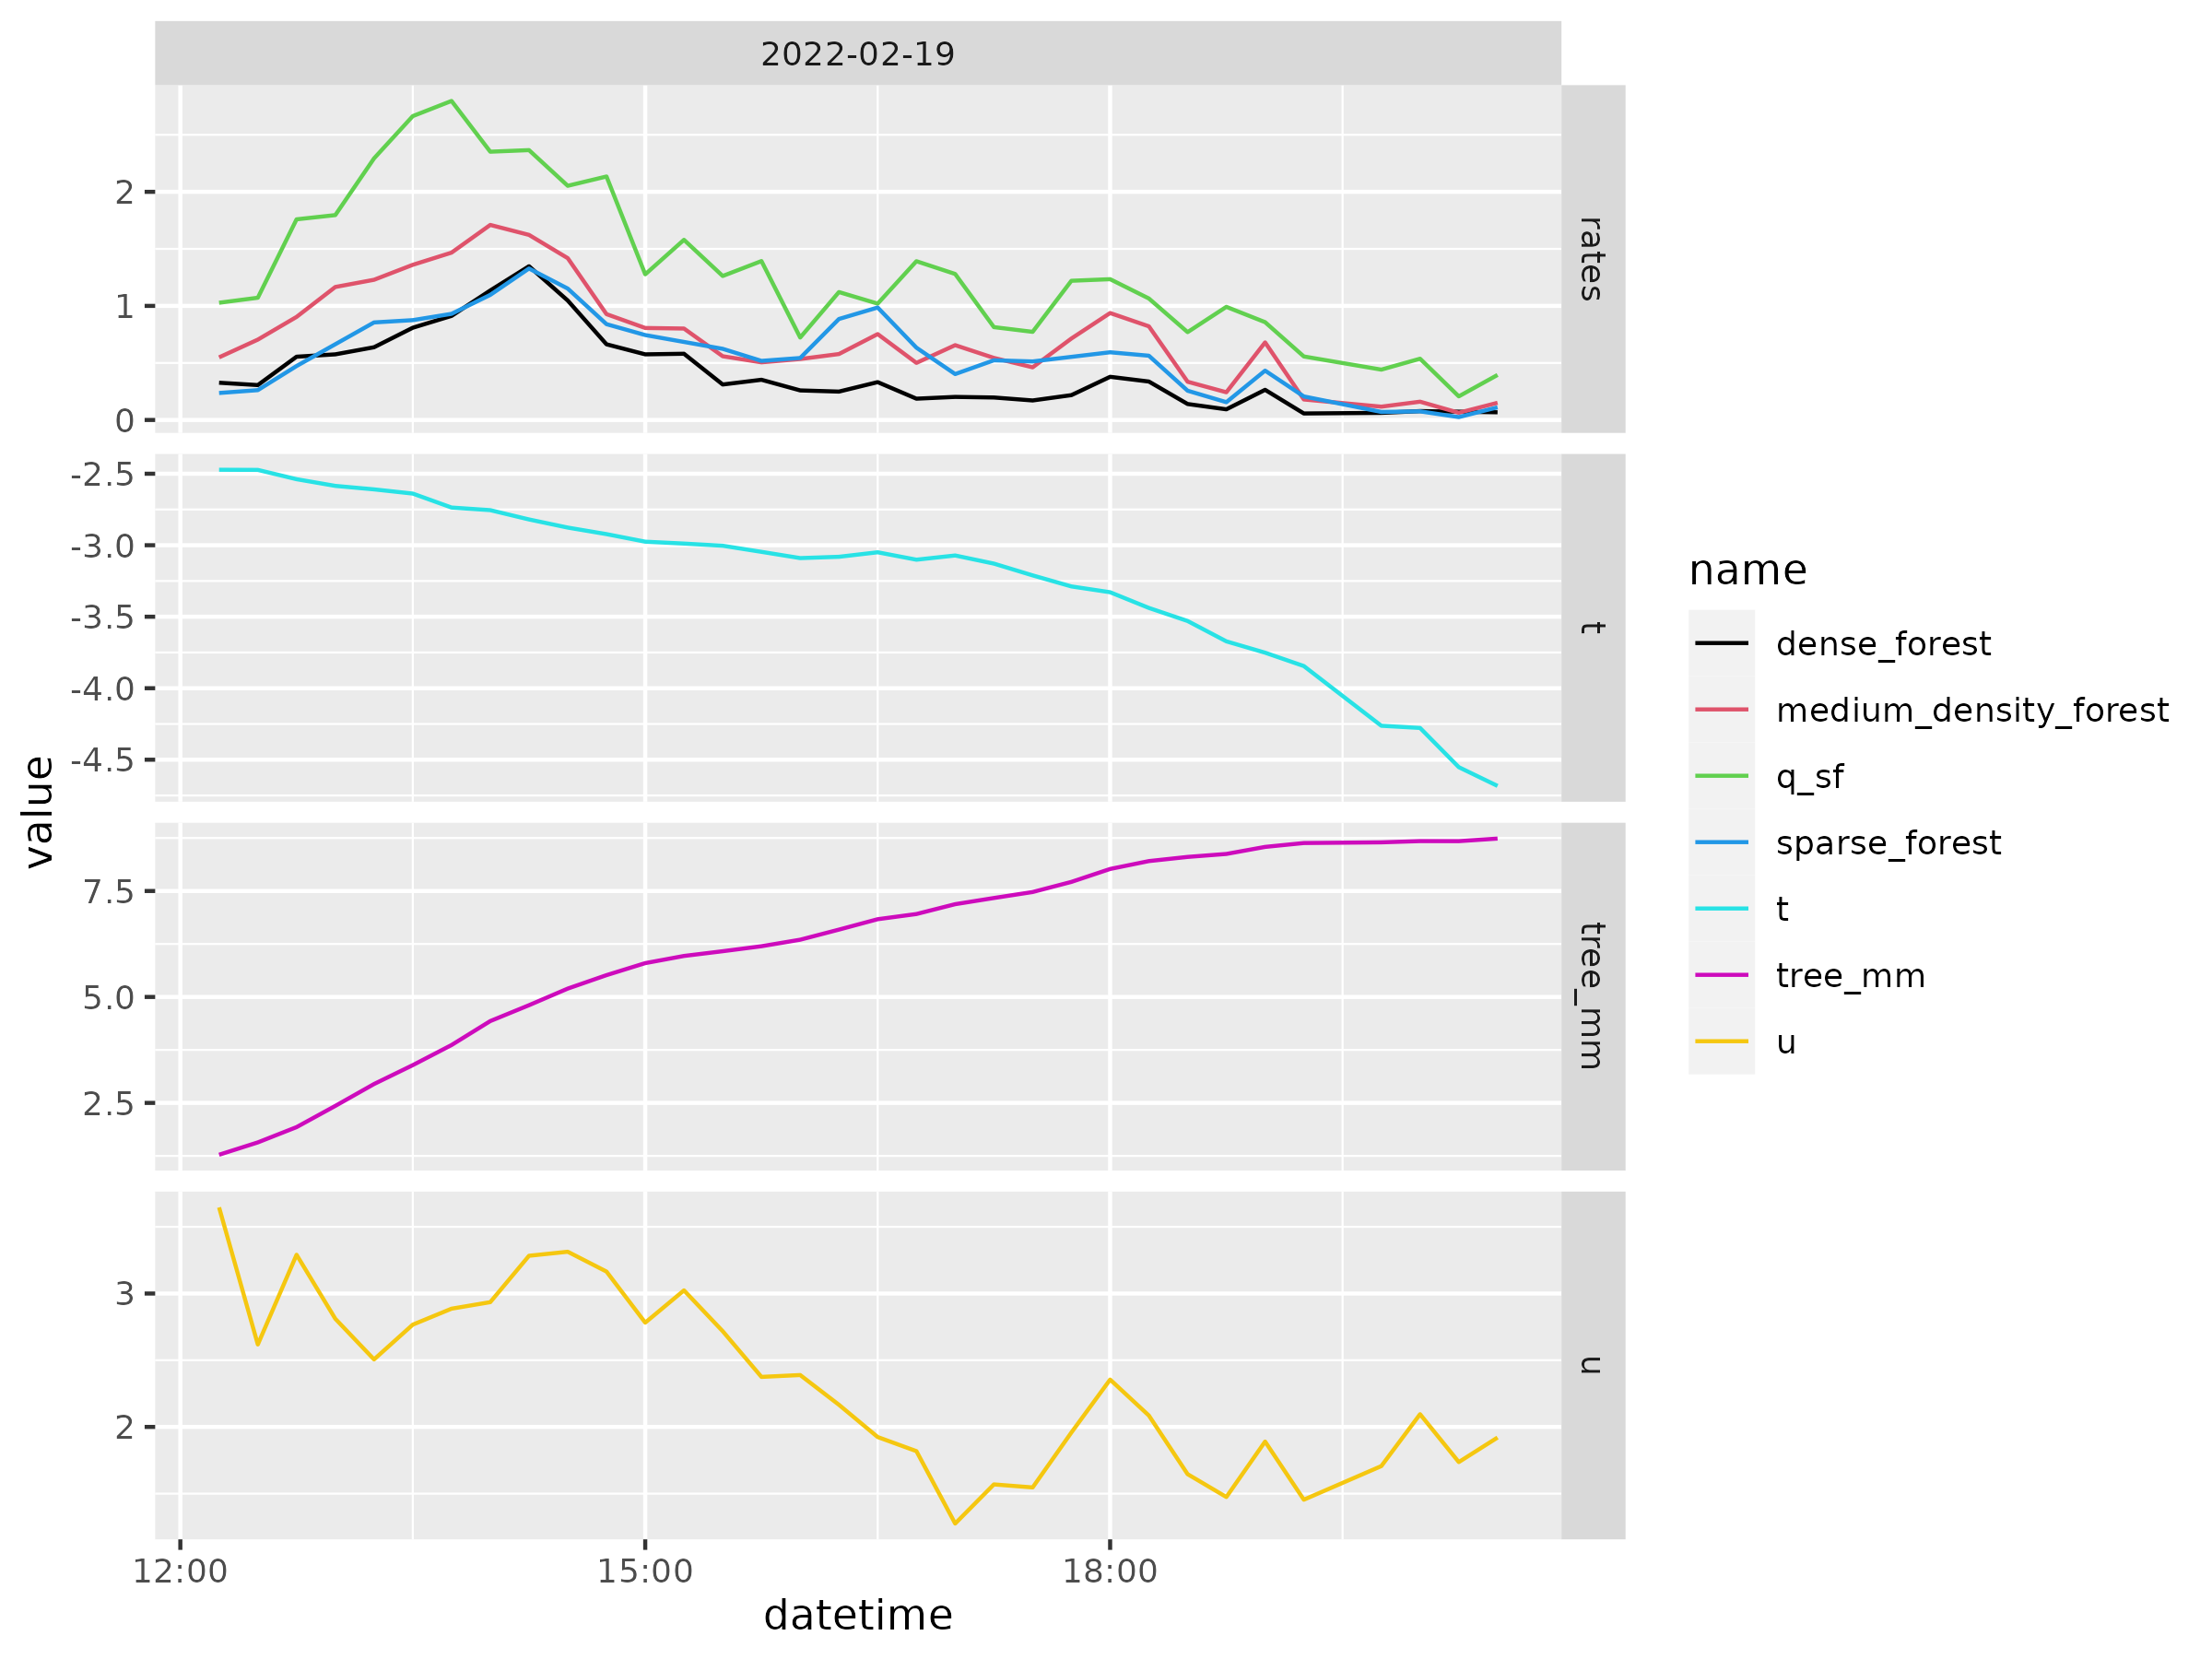 2022-02-19
2
1
0
rates
-2.5
-3.0
-3.5
-4.0
-4.5
t
7.5
5.0
2.5
tree_mm
3
2
u
12:00 15:00 18:00
datetime
value
name
dense_forest
medium_density_forest
q_sf
sparse_forest
t
tree_mm
u